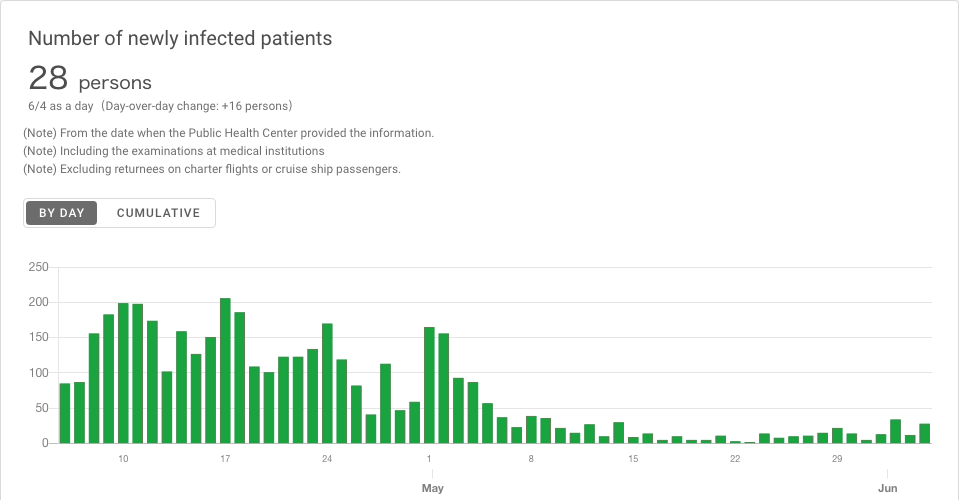 Number of newly infected patients
28 persons
6/4 as a day（Day-over-day change: +16 persons）
(Note) From the date when the Public Health Center provided the information.
(Note) Including the examinations at medical institutions
(Note) Excluding returnees on charter flights or cruise ship passengers.
BY DAY CUMULATIVE
250
200
150
100
50
0
10 17 24 1 8 15 22 29
May Jun